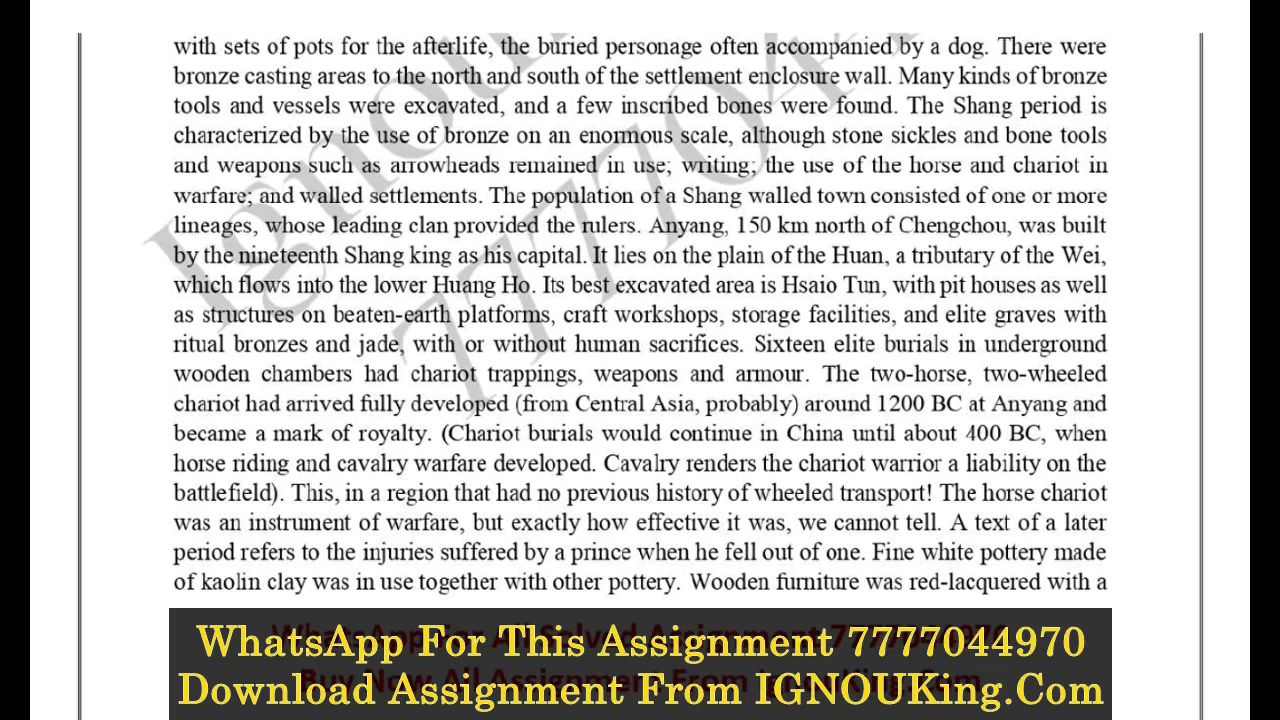 with sets of pots for the afterlife, the buried personage often accompanied by a dog. There were
bronze casting areas to the north and south of the settlement enclosure wall. Many kinds of bronze
tools and vessels were excavated, and a few inscribed bones were found. The Shang period is
characterized by the use of bronze on an enormous scale, although stone sickles and bone tools
and weapons such as arrowheads remained in use; writing; the use of the horse and chariot in
warfare; and walled settlements. The population of a Shang walled town consisted of one or more
lineages, whose leading clan provided the rulers. Anyang, 150 km north of Chengchou, was built
by the nineteenth Shang king as his capital. It lies on the plain of the Huan, a tributary of the Wei,
which flows into the lower Huang Ho. Its best excavated area is Hsaio Tun, with pit houses as well
as structures on beaten-earth platforms, craft workshops, storage facilities, and elite graves with
ritual bronzes and jade, with or without human sacrifices. Sixteen elite burials in underground
wooden chambers had chariot trappings, weapons and armour. The two-horse, two-wheeled
chariot had arrived fully developed (from Central Asia, probably) around 1200 BC at Anyang and
became a mark of royalty. (Chariot burials would continue in China until about 400 BC, when
horse riding and cavalry warfare developed. Cavalry renders the chariot warrior a liability on the
battlefield). This, in a region that had no previous history of wheeled transport! The horse chariot
was an instrument of warfare, but exactly how effective it was, we cannot tell. A text of a later
period refers to the injuries suffered by a prince when he fell out of one. Fine white pottery made
of kaolin clay was in use together with other pottery. Wooden furniture was red-lacquered with a
WhatsApp For This Assignment 7777044970
Download Assignment From IGNOUKing.Com